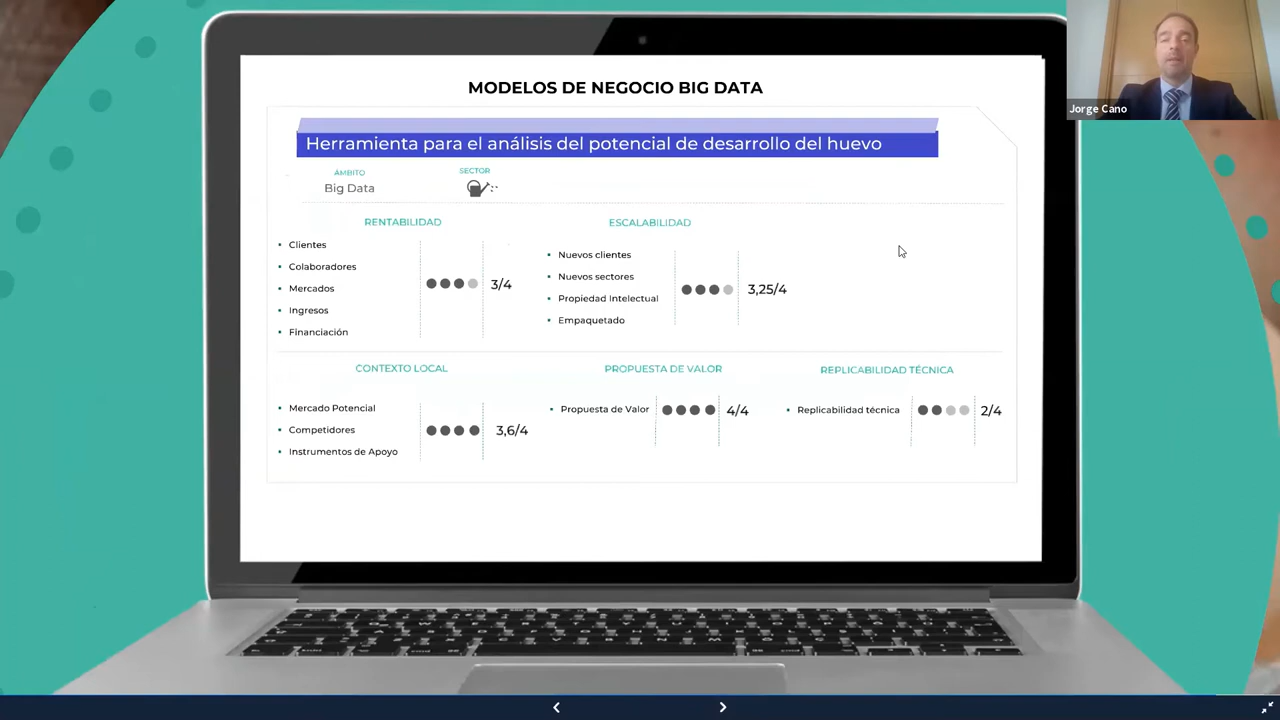 MODELOS DE NEGOCIO BIG DATA
Jorge Cano
Herramienta para el análisis del potencial de desarrollo del huevo
ÁMBITO
SECTOR
Big Data
RENTABILIDAD
• Clientes
• Colaboradores
• Mercados
• Ingresos
• Financiación
3/4
ESCALABILIDAD
• Nuevos clientes
• Nuevos sectores
• Propiedad Intelectual
• Empaquetado
3,25/4
CONTEXTO LOCAL
• Mercado Potencial
• Competidores
• Instrumentos de Apoyo
3,6/4
PROPUESTA DE VALOR
• Propuesta de Valor
4/4
REPLICABILIDAD TÉCNICA
• Replicabilidad técnica
2/4